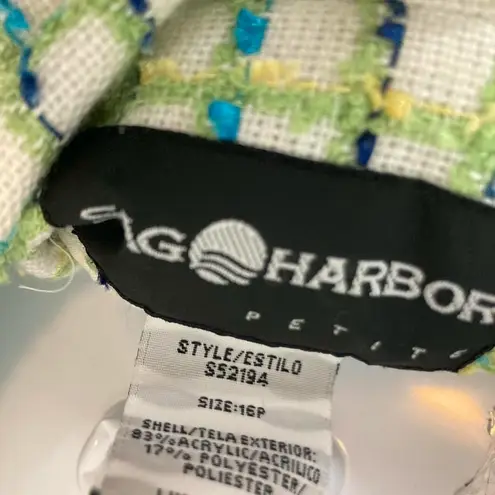 SAG HARBOR
PETITE
STYLE/ESTILO
S5219A
SIZE:16P
SHELL/TELA EXTERIOR:
83%ACRYLIC/ACRILICO
17% POLYESTER/
POLIESTER